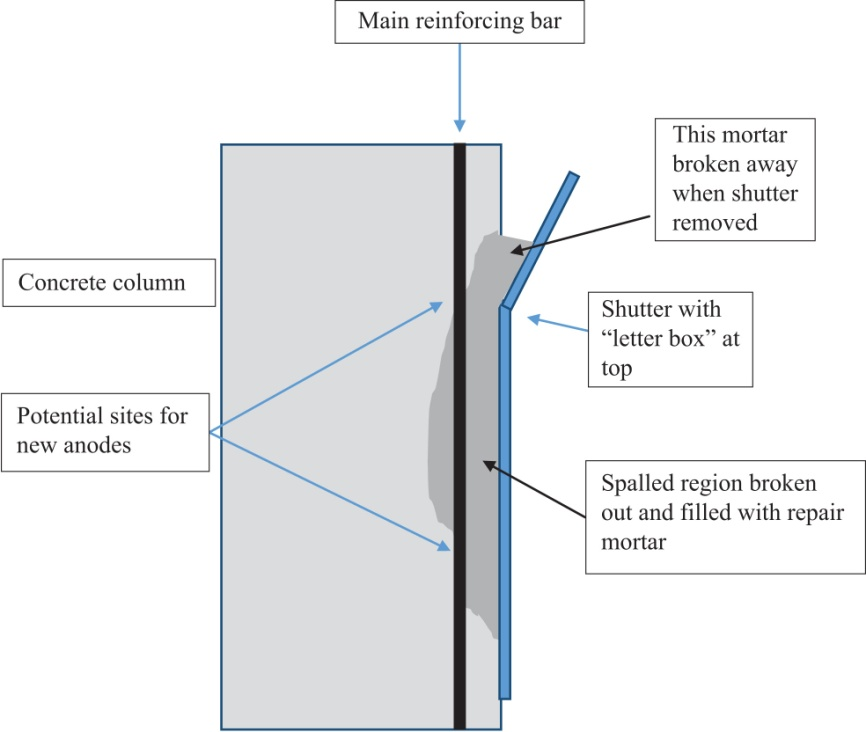 Main reinforcing bar
This mortar
broken away
when shutter
removed
Concrete column
Shutter with
“letter box” at
top
Potential sites for
new anodes
Spalled region broken
out and filled with repair
mortar